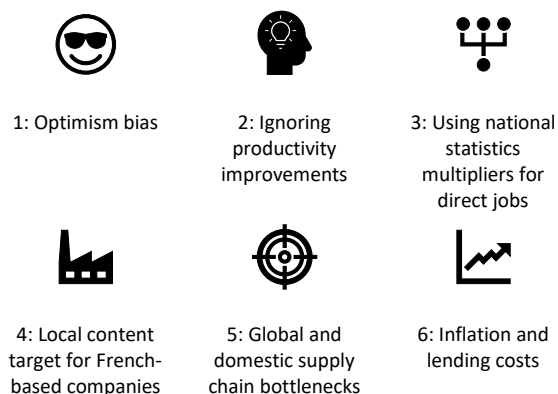 1: Optimism bias
2: Ignoring
productivity
improvements
3: Using national
statistics
multipliers for
direct jobs
4: Local content
target for French-
based companies
5: Global and
domestic supply
chain bottlenecks
6: Inflation and
lending costs